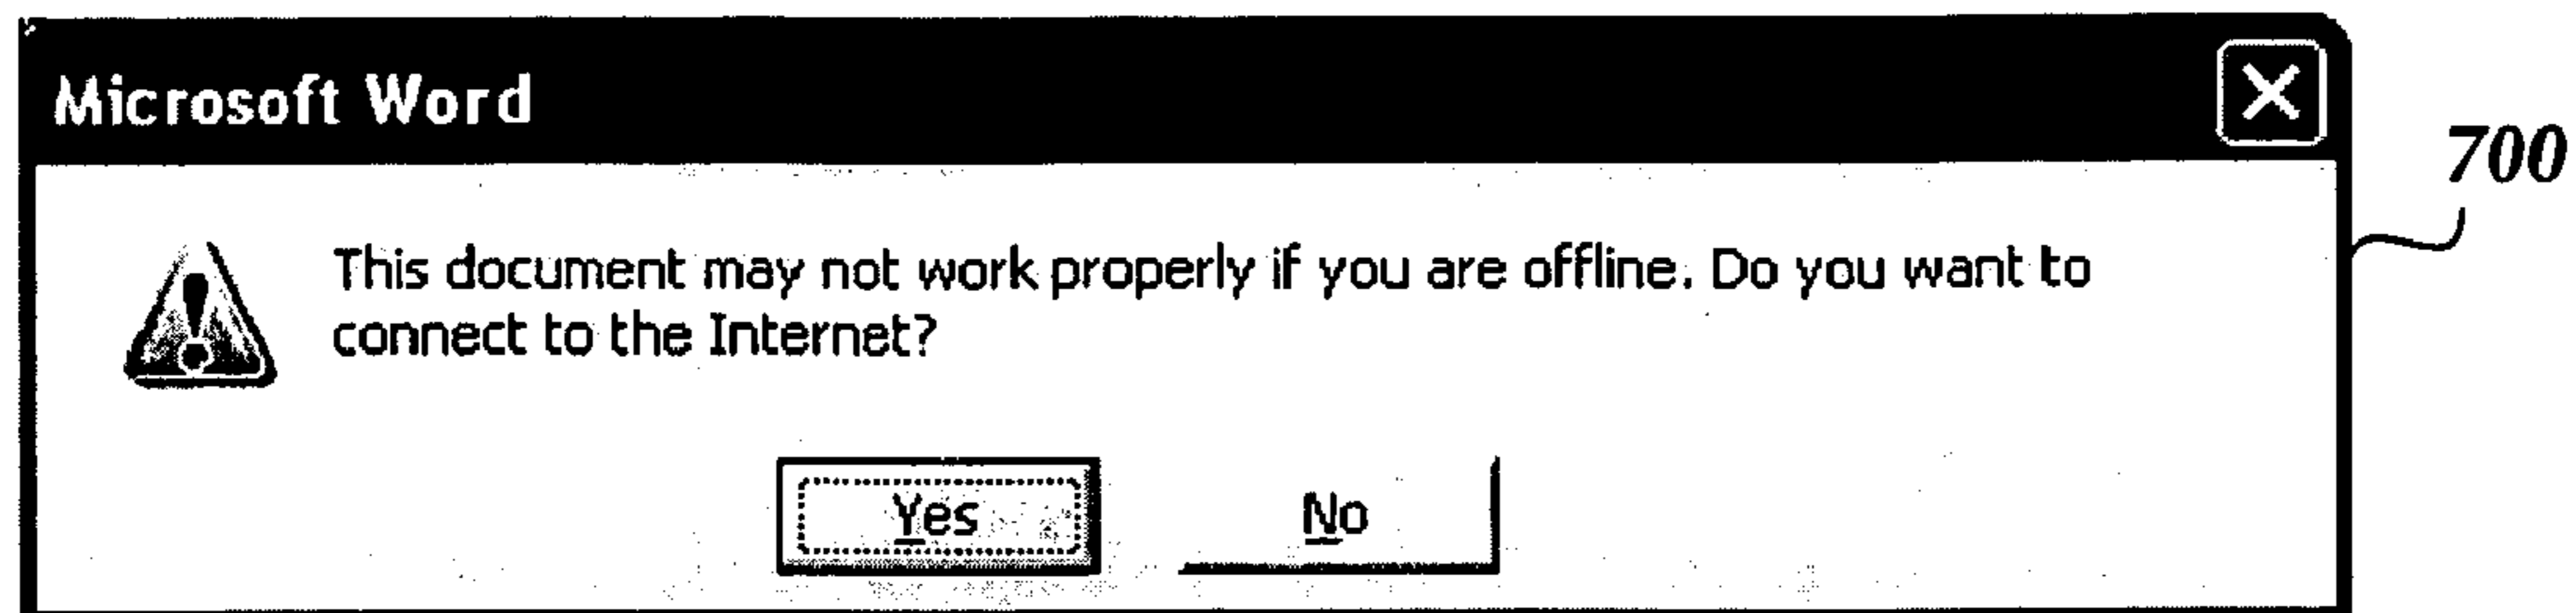 Microsoft Word
700
This document may not work properly if you are offline. Do you want to
connect to the Internet?
Yes No